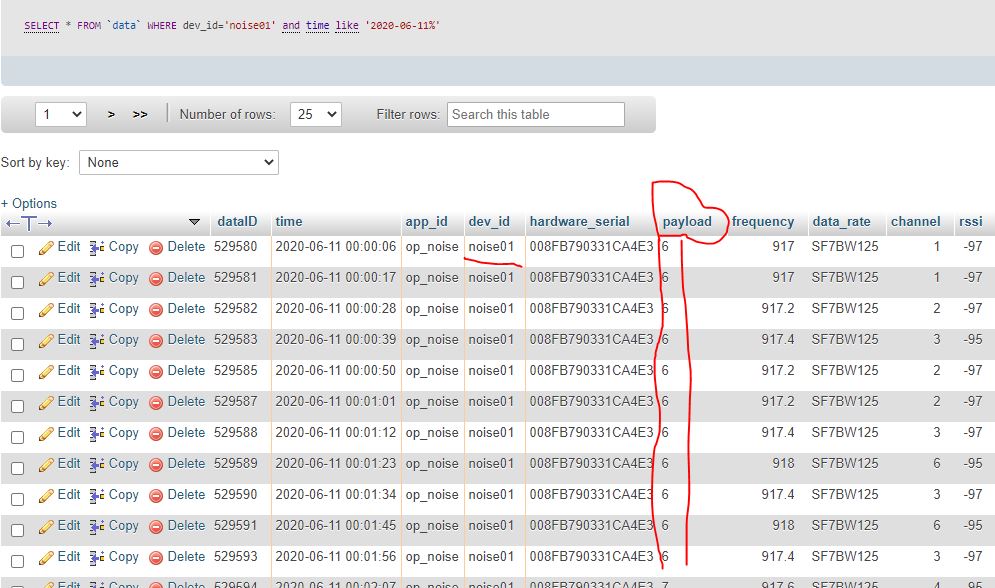 SELECT * FROM `data` WHERE dev_id='noise01' and time like '2020-06-11%'
1 > >> Number of rows: 25 Filter rows: Search this table
Sort by key: None
+ Options
←T→ dataID time app_id dev_id hardware_serial payload frequency data_rate channel rssi
Edit Copy Delete 529580 2020-06-11 00:00:06 op_noise noise01 008FB790331CA4E3 6 917 SF7BW125 1 -97
Edit Copy Delete 529581 2020-06-11 00:00:17 op_noise noise01 008FB790331CA4E3 6 917 SF7BW125 1 -97
Edit Copy Delete 529582 2020-06-11 00:00:28 op_noise noise01 008FB790331CA4E3 6 917.2 SF7BW125 2 -97
Edit Copy Delete 529583 2020-06-11 00:00:39 op_noise noise01 008FB790331CA4E3 6 917.4 SF7BW125 3 -95
Edit Copy Delete 529585 2020-06-11 00:00:50 op_noise noise01 008FB790331CA4E3 6 917.2 SF7BW125 2 -97
Edit Copy Delete 529587 2020-06-11 00:01:01 op_noise noise01 008FB790331CA4E3 6 917.2 SF7BW125 2 -97
Edit Copy Delete 529588 2020-06-11 00:01:12 op_noise noise01 008FB790331CA4E3 6 917.4 SF7BW125 3 -97
Edit Copy Delete 529589 2020-06-11 00:01:23 op_noise noise01 008FB790331CA4E3 6 918 SF7BW125 6 -95
Edit Copy Delete 529590 2020-06-11 00:01:34 op_noise noise01 008FB790331CA4E3 6 917.4 SF7BW125 3 -97
Edit Copy Delete 529591 2020-06-11 00:01:45 op_noise noise01 008FB790331CA4E3 6 918 SF7BW125 6 -95
Edit Copy Delete 529593 2020-06-11 00:01:56 op_noise noise01 008FB790331CA4E3 6 917.4 SF7BW125 3 -97
Edit Copy Delete 529594 2020-06-11 00:02:07 op_noise noise01 008FB790331CA4E3 7 917.6 SF7BW125 4 -95